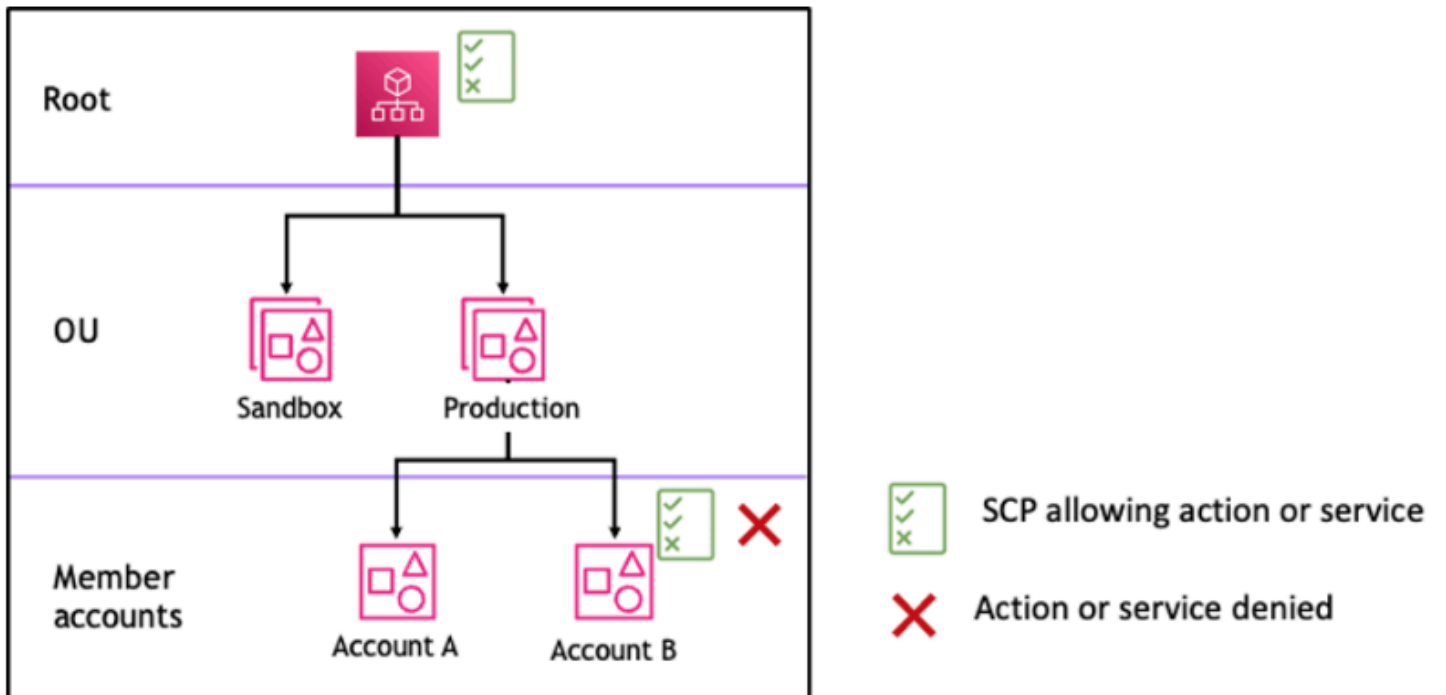 Root
OU
Sandbox
Production
Member
accounts
Account A
Account B
SCP allowing action or service
Action or service denied